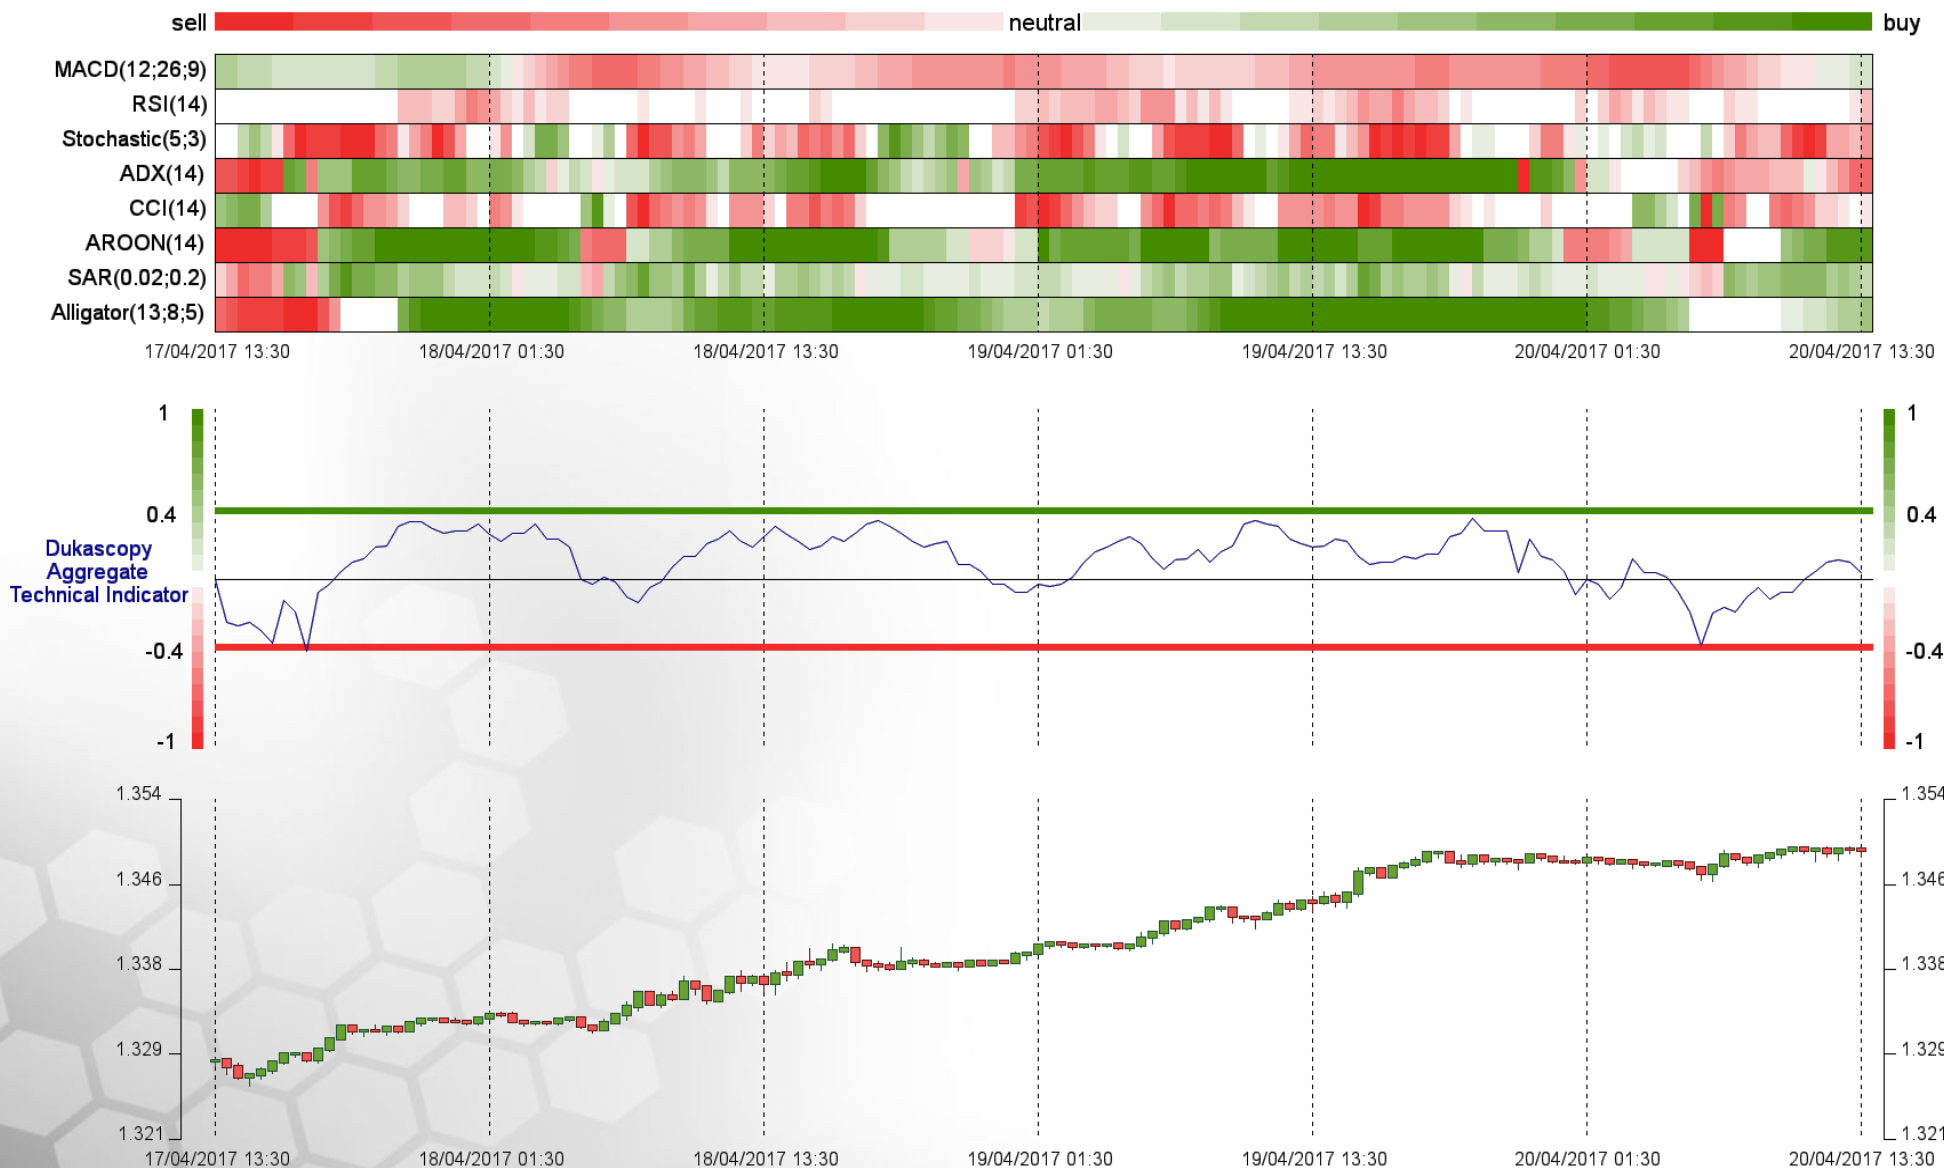 sell neutral buy
MACD(12;26;9)
RSI(14)
Stochastic(5;3)
ADX(14)
CCI(14)
AROON(14)
SAR(0.02;0.2)
Alligator(13;8;5)
17/04/2017 13:30 18/04/2017 01:30 18/04/2017 13:30 19/04/2017 01:30 19/04/2017 13:30 20/04/2017 01:30 20/04/2017 13:30
1 1
0.4 0.4
Dukascopy
Aggregate
Technical Indicator
-0.4 -0.4
-1 -1
1.354 1.354
1.346 1.346
1.338 1.338
1.329 1.329
1.321 1.321
17/04/2017 13:30 18/04/2017 01:30 18/04/2017 13:30 19/04/2017 01:30 19/04/2017 13:30 20/04/2017 01:30 20/04/2017 13:30